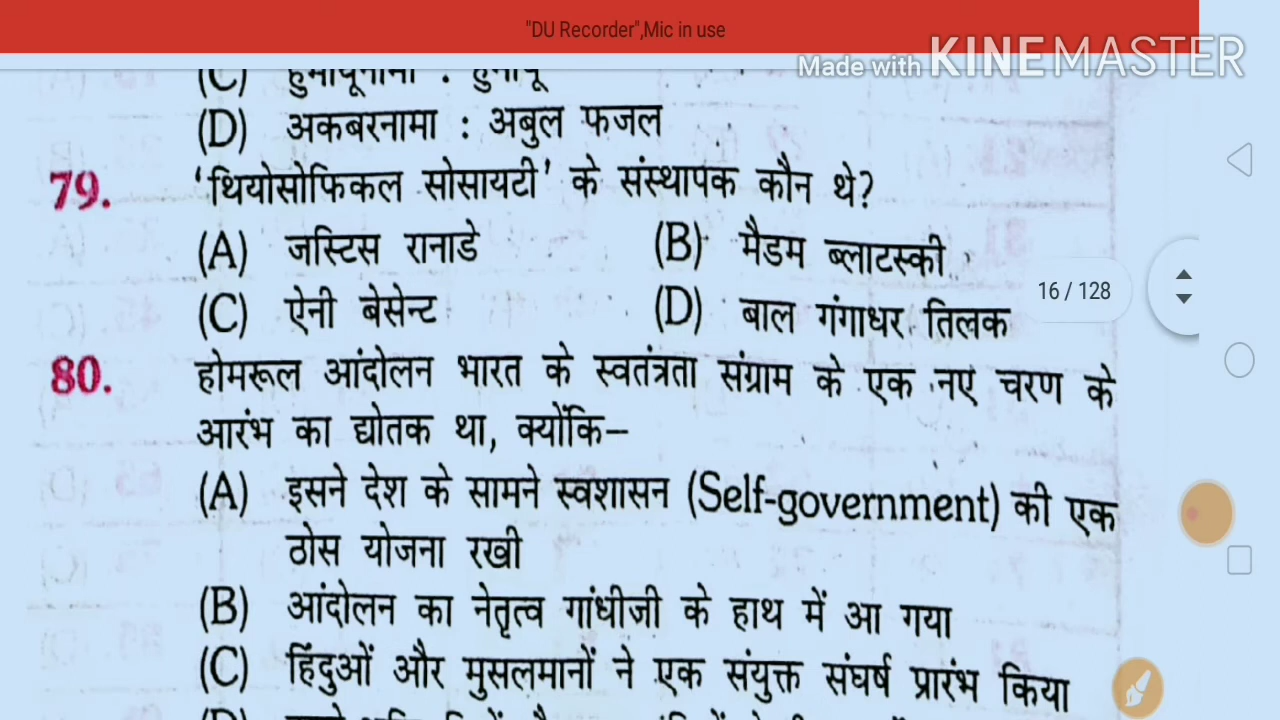 "DU Recorder",Mic in use
Made with KINEMASTER
(C) हुमायूनामा : हुमायू
(D) अकबरनामा : अबुल फजल
79. 'थियोसोफिकल सोसायटी' के संस्थापक कौन थे?
(A) जस्टिस रानाडे (B) मैडम ब्लाटस्की
(C) ऐनी बेसेन्ट (D) बाल गंगाधर तिलक
16 / 128
80. होमरूल आंदोलन भारत के स्वतंत्रता संग्राम के एक नए चरण के
आरंभ का द्योतक था, क्योंकि–
(A) इसने देश के सामने स्वशासन (Self-government) की एक
ठोस योजना रखी
(B) आंदोलन का नेतृत्व गांधीजी के हाथ में आ गया
(C) हिंदुओं और मुसलमानों ने एक संयुक्त संघर्ष प्रारंभ किया